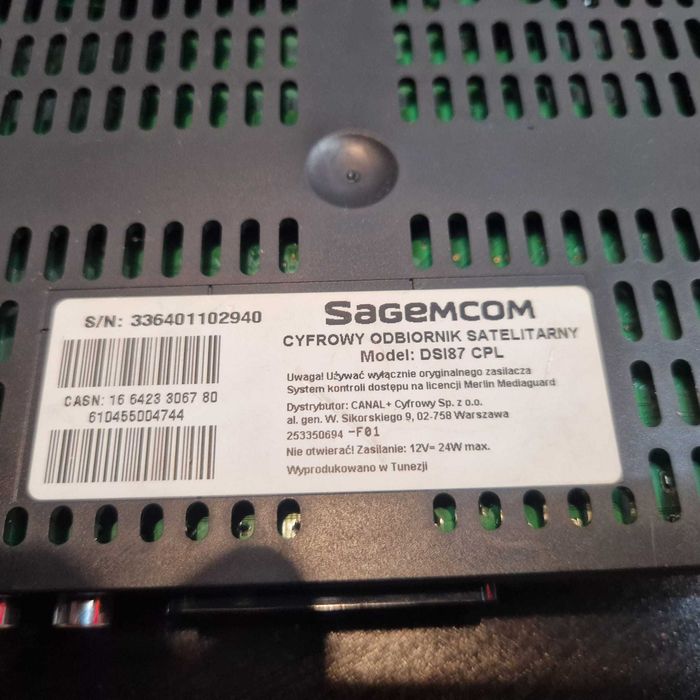 S/N: 336401102940
CASN: 16 6423 3067 80
610455004744
SAGEMCOM
CYFROWY ODBIORNIK SATELITARNY
Model: DSI87 CPL
Uwaga! Używać wyłącznie oryginalnego zasilacza
System kontroli dostępu na licencji Merlin Mediaguard
Dystrybutor: CANAL+ Cyfrowy Sp. z o.o.
al. gen. W. Sikorskiego 9, 02-758 Warszawa
253350694 -F01
Nie otwierać! Zasilanie: 12V= 24W max.
Wyprodukowano w Tunezji